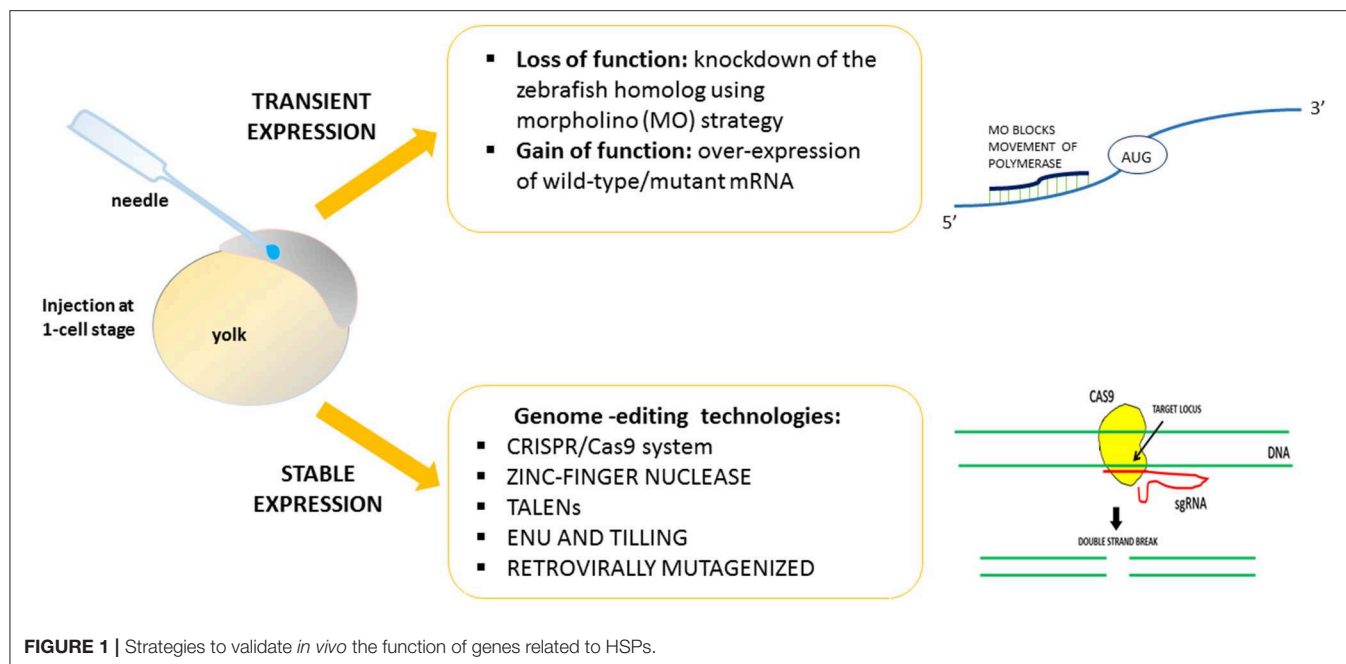 TRANSIENT
EXPRESSION
needle
Injection at
1-cell stage
yolk
STABLE
EXPRESSION
▪ Loss of function: knockdown of the
zebrafish homolog using
morpholino (MO) strategy
▪ Gain of function: over-expression
of wild-type/mutant mRNA
MO BLOCKS
MOVEMENT OF
POLYMERASE
AUG
3’
5’
Genome -editing technologies:
▪ CRISPR/Cas9 system
▪ ZINC-FINGER NUCLEASE
▪ TALENs
▪ ENU AND TILLING
▪ RETROVIRALLY MUTAGENIZED
CAS9
TARGET LOCUS
DNA
sgRNA
DOUBLE STRAND BREAK
FIGURE 1 | Strategies to validate in vivo the function of genes related to HSPs.